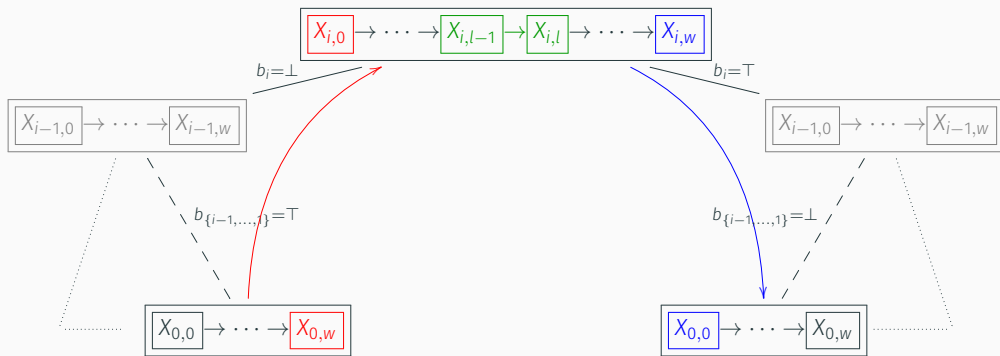 X_{i,0} → ⋯ → X_{i,l−1} → X_{i,l} → ⋯ → X_{i,w}
b_i=⊥
b_i=⊤
X_{i−1,0} → ⋯ → X_{i−1,w}
X_{i−1,0} → ⋯ → X_{i−1,w}
b_{\{i−1,…,1\}}=⊤
b_{\{i−1,…,1\}}=⊥
X_{0,0} → ⋯ → X_{0,w}
X_{0,0} → ⋯ → X_{0,w}